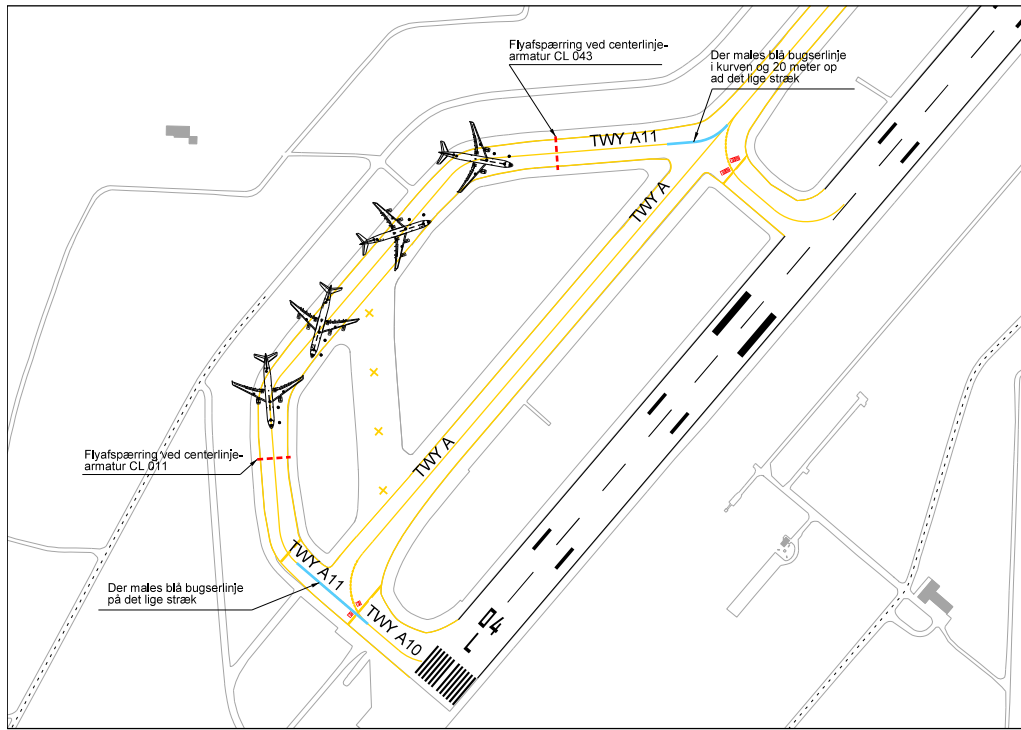 Flyafspærring ved centerlinje-
armatur CL 043
Der males blå bugserlinje
i kurven og 20 meter op
ad det lige stræk
TWY A11
TWY A
TWY A
Flyafspærring ved centerlinje-
armatur CL 011
TWY A11
Der males blå bugserlinje
på det lige stræk
TWY A10
04
L